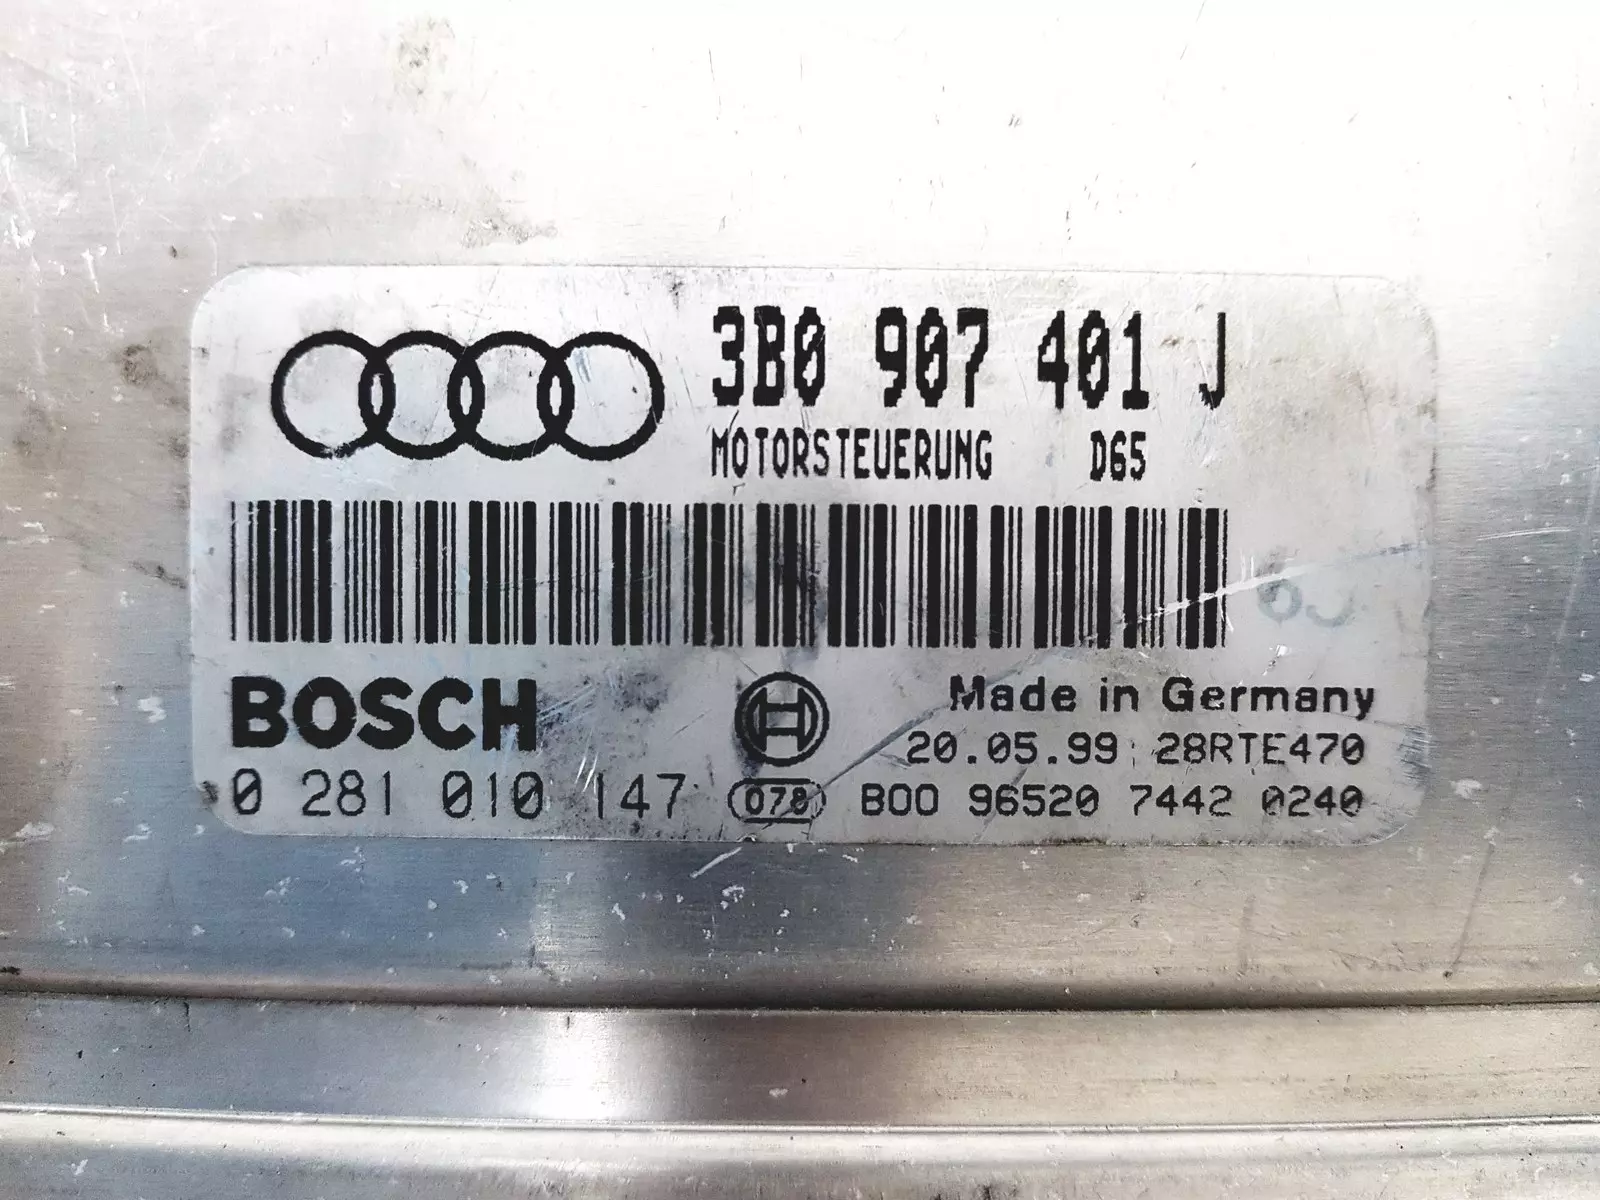 3B0 907 401 J
MOTORSTEUERUNG D65
BOSCH
Made in Germany
20.05.99 28RTE470
0 281 010 147 078 B00 96520 7442 0240